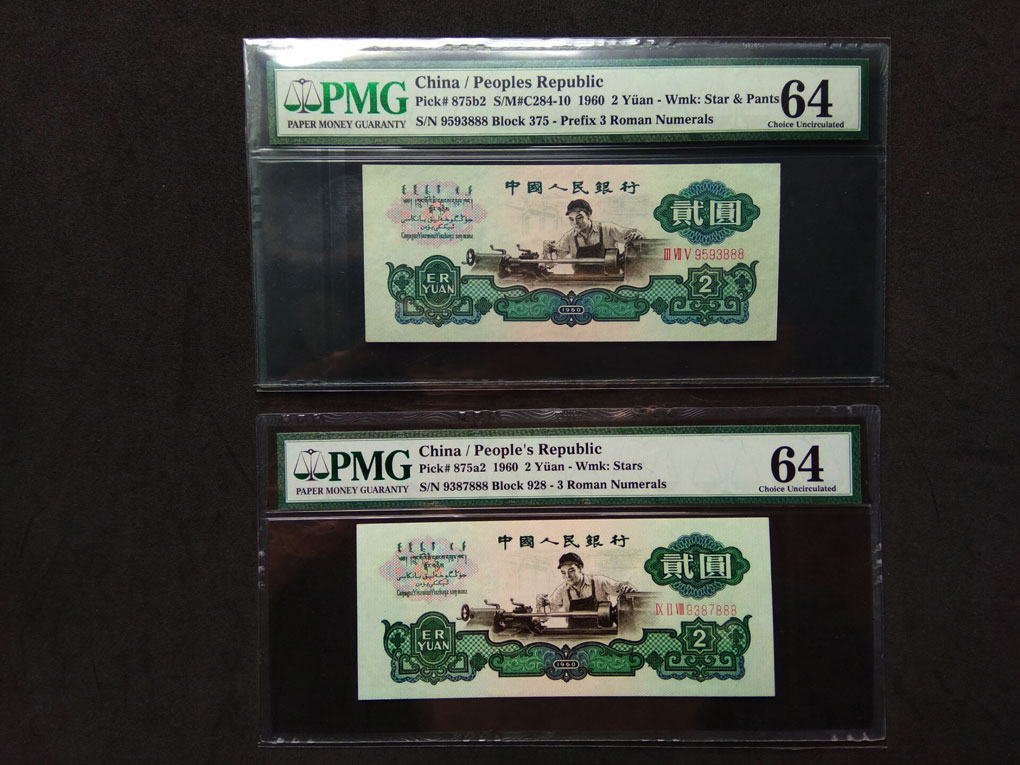 PMG
PAPER MONEY GUARANTY
China / Peoples Republic
Pick# 875b2 S/M#C284-10 1960 2 Yüan - Wmk: Star & Pants
S/N 9593888 Block 375 - Prefix 3 Roman Numerals
64
Choice Uncirculated
中國人民銀行
貳圓
III VII V 9593888
ER
YUAN
1960
2
PMG
PAPER MONEY GUARANTY
China / People's Republic
Pick# 875a2 1960 2 Yüan - Wmk: Stars
S/N 9387888 Block 928 - 3 Roman Numerals
64
Choice Uncirculated
中國人民銀行
貳圓
IX II VIII 9387888
ER
YUAN
1960
2